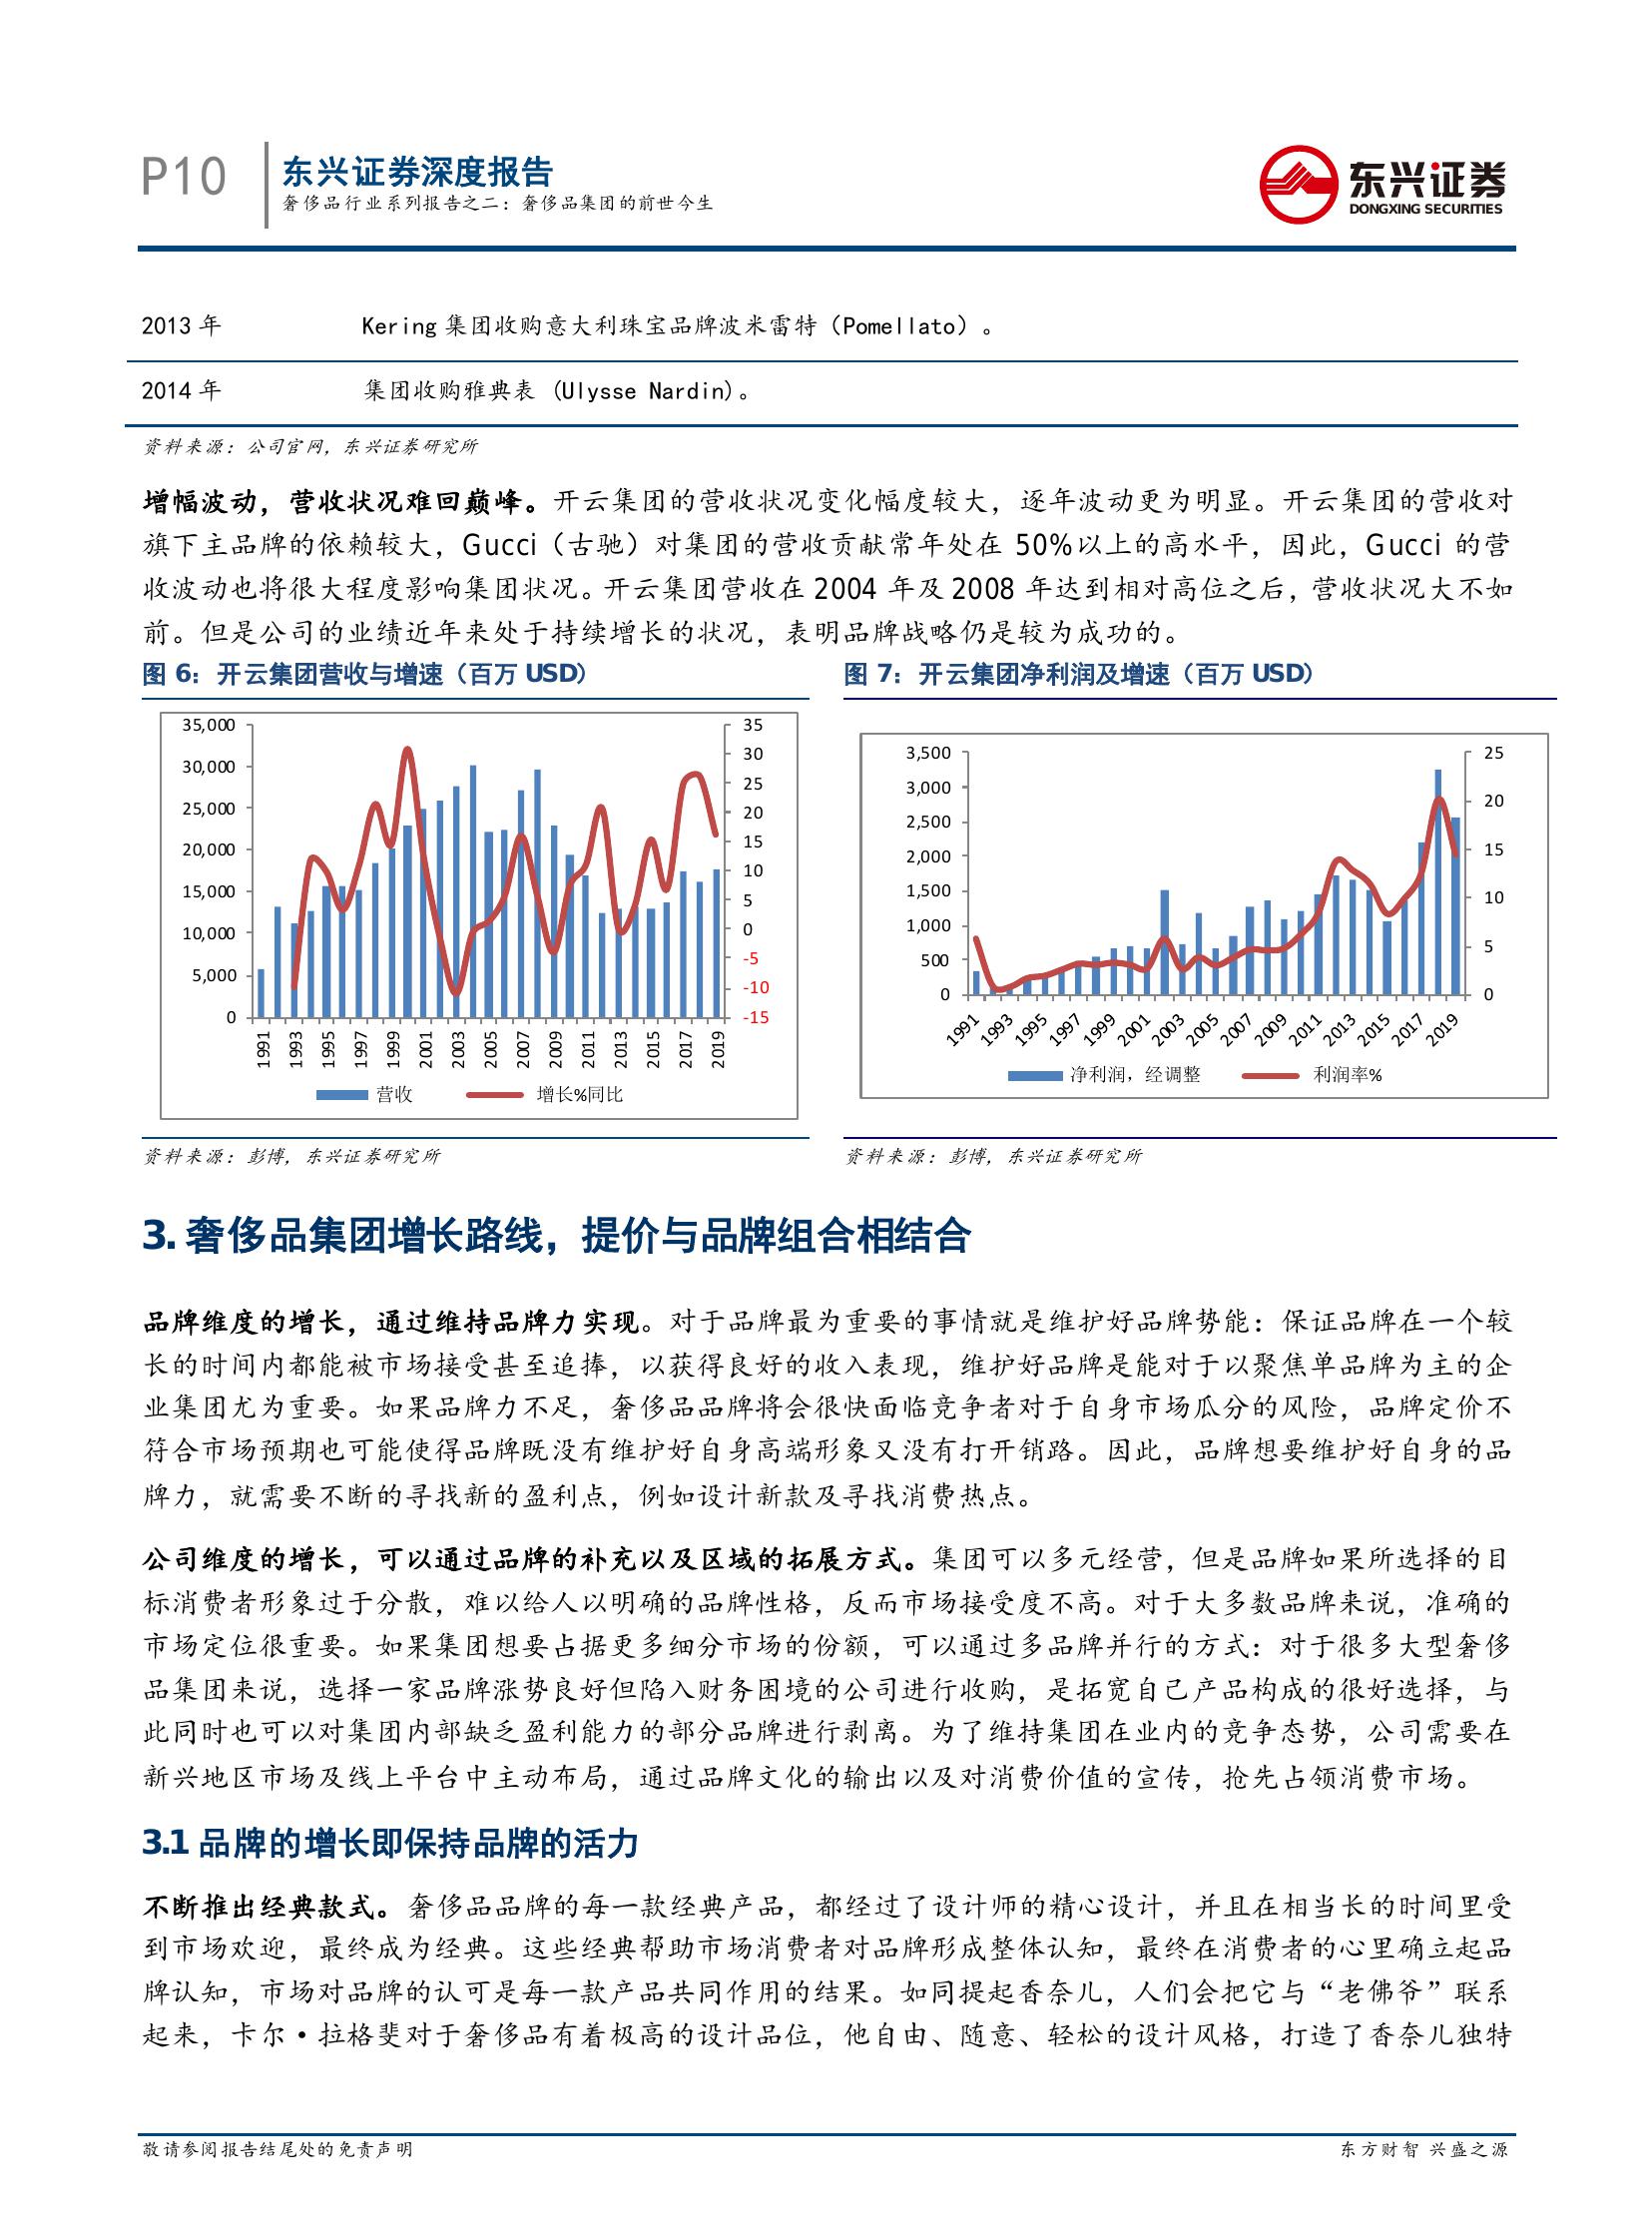 P10
东兴证券深度报告
奢侈品行业系列报告之二：奢侈品集团的前世今生
东兴证券
DONGXING SECURITIES
2013 年 Kering 集团收购意大利珠宝品牌波米雷特（Pomellato）。
2014 年 集团收购雅典表 (Ulysse Nardin)。
资料来源：公司官网，东兴证券研究所
增幅波动，营收状况难回巅峰。开云集团的营收状况变化幅度较大，逐年波动更为明显。开云集团的营收对
旗下主品牌的依赖较大，Gucci（古驰）对集团的营收贡献常年处在 50%以上的高水平，因此，Gucci 的营
收波动也将很大程度影响集团状况。开云集团营收在 2004 年及 2008 年达到相对高位之后，营收状况大不如
前。但是公司的业绩近年来处于持续增长的状况，表明品牌战略仍是较为成功的。
图 6：开云集团营收与增速（百万 USD）
35,000
30,000
25,000
20,000
15,000
10,000
5,000
0
35
30
25
20
15
10
5
0
-5
-10
-15
1991 1993 1995 1997 1999 2001 2003 2005 2007 2009 2011 2013 2015 2017 2019
营收 增长%同比
资料来源：彭博，东兴证券研究所
图 7：开云集团净利润及增速（百万 USD）
3,500
3,000
2,500
2,000
1,500
1,000
500
0
25
20
15
10
5
0
1991 1993 1995 1997 1999 2001 2003 2005 2007 2009 2011 2013 2015 2017 2019
净利润，经调整 利润率%
资料来源：彭博，东兴证券研究所
3. 奢侈品集团增长路线，提价与品牌组合相结合
品牌维度的增长，通过维持品牌力实现。对于品牌最为重要的事情就是维护好品牌势能：保证品牌在一个较
长的时间内都能被市场接受甚至追捧，以获得良好的收入表现，维护好品牌是能对于以聚焦单品牌为主的企
业集团尤为重要。如果品牌力不足，奢侈品品牌将会很快面临竞争者对于自身市场瓜分的风险，品牌定价不
符合市场预期也可能使得品牌既没有维护好自身高端形象又没有打开销路。因此，品牌想要维护好自身的品
牌力，就需要不断的寻找新的盈利点，例如设计新款及寻找消费热点。
公司维度的增长，可以通过品牌的补充以及区域的拓展方式。集团可以多元经营，但是品牌如果所选择的目
标消费者形象过于分散，难以给人以明确的品牌性格，反而市场接受度不高。对于大多数品牌来说，准确的
市场定位很重要。如果集团想要占据更多细分市场的份额，可以通过多品牌并行的方式：对于很多大型奢侈
品集团来说，选择一家品牌涨势良好但陷入财务困境的公司进行收购，是拓宽自己产品构成的很好选择，与
此同时也可以对集团内部缺乏盈利能力的部分品牌进行剥离。为了维持集团在业内的竞争态势，公司需要在
新兴地区市场及线上平台中主动布局，通过品牌文化的输出以及对消费价值的宣传，抢先占领消费市场。
3.1 品牌的增长即保持品牌的活力
不断推出经典款式。奢侈品品牌的每一款经典产品，都经过了设计师的精心设计，并且在相当长的时间里受
到市场欢迎，最终成为经典。这些经典帮助市场消费者对品牌形成整体认知，最终在消费者的心里确立起品
牌认知，市场对品牌的认可是每一款产品共同作用的结果。如同提起香奈儿，人们会把它与“老佛爷”联系
起来，卡尔·拉格斐对于奢侈品有着极高的设计品位，他自由、随意、轻松的设计风格，打造了香奈儿独特
敬请参阅报告结尾处的免责声明
东方财智 兴盛之源